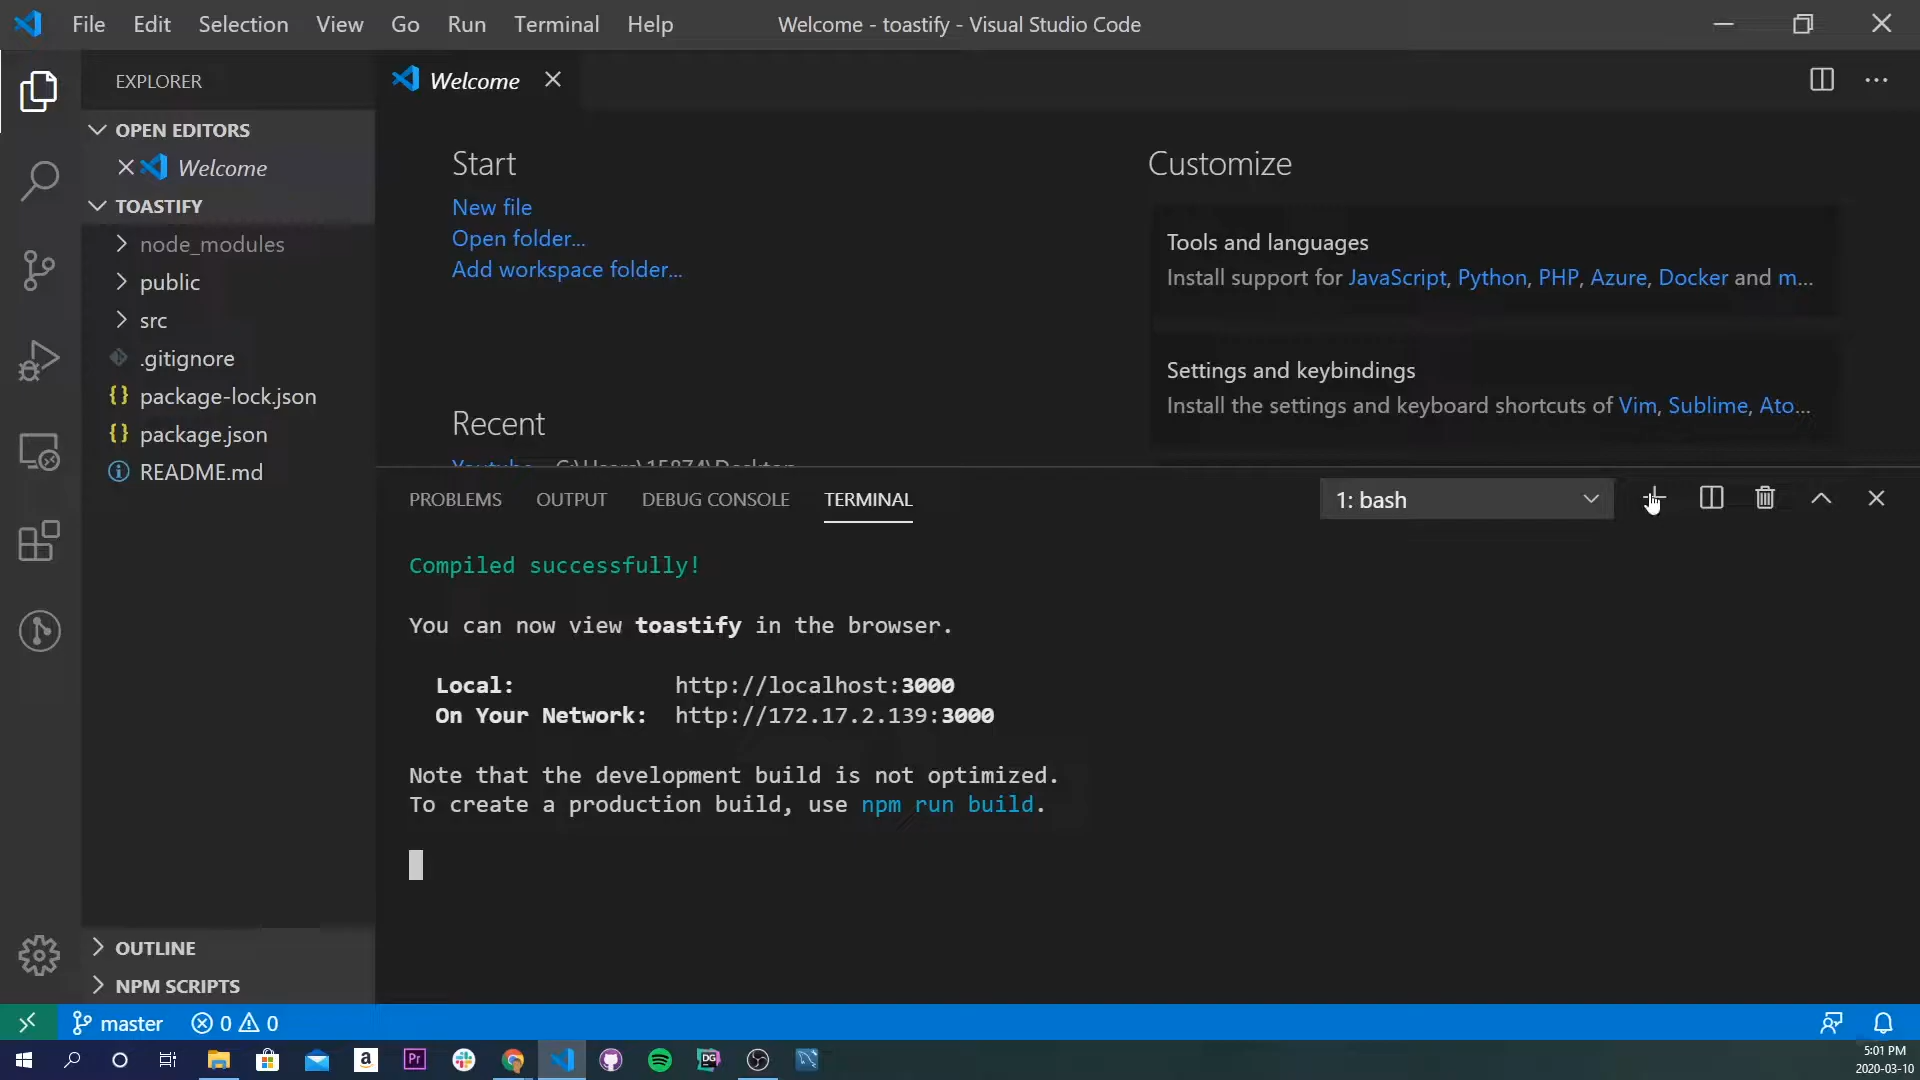 File Edit Selection View Go Run Terminal Help
Welcome - toastify - Visual Studio Code
EXPLORER
OPEN EDITORS
Welcome
TOASTIFY
node_modules
public
src
.gitignore
package-lock.json
package.json
README.md
OUTLINE
NPM SCRIPTS
Welcome
Start
New file
Open folder...
Add workspace folder...
Recent
Youtube C:\Users\15874\Desktop
Customize
Tools and languages
Install support for JavaScript, Python, PHP, Azure, Docker and m...
Settings and keybindings
Install the settings and keyboard shortcuts of Vim, Sublime, Ato...
PROBLEMS OUTPUT DEBUG CONSOLE TERMINAL
1: bash
Compiled successfully!
You can now view toastify in the browser.
Local: http://localhost:3000
On Your Network: http://172.17.2.139:3000
Note that the development build is not optimized.
To create a production build, use npm run build.
master 0 0
a
Pr
DG
5:01 PM
2020-03-10